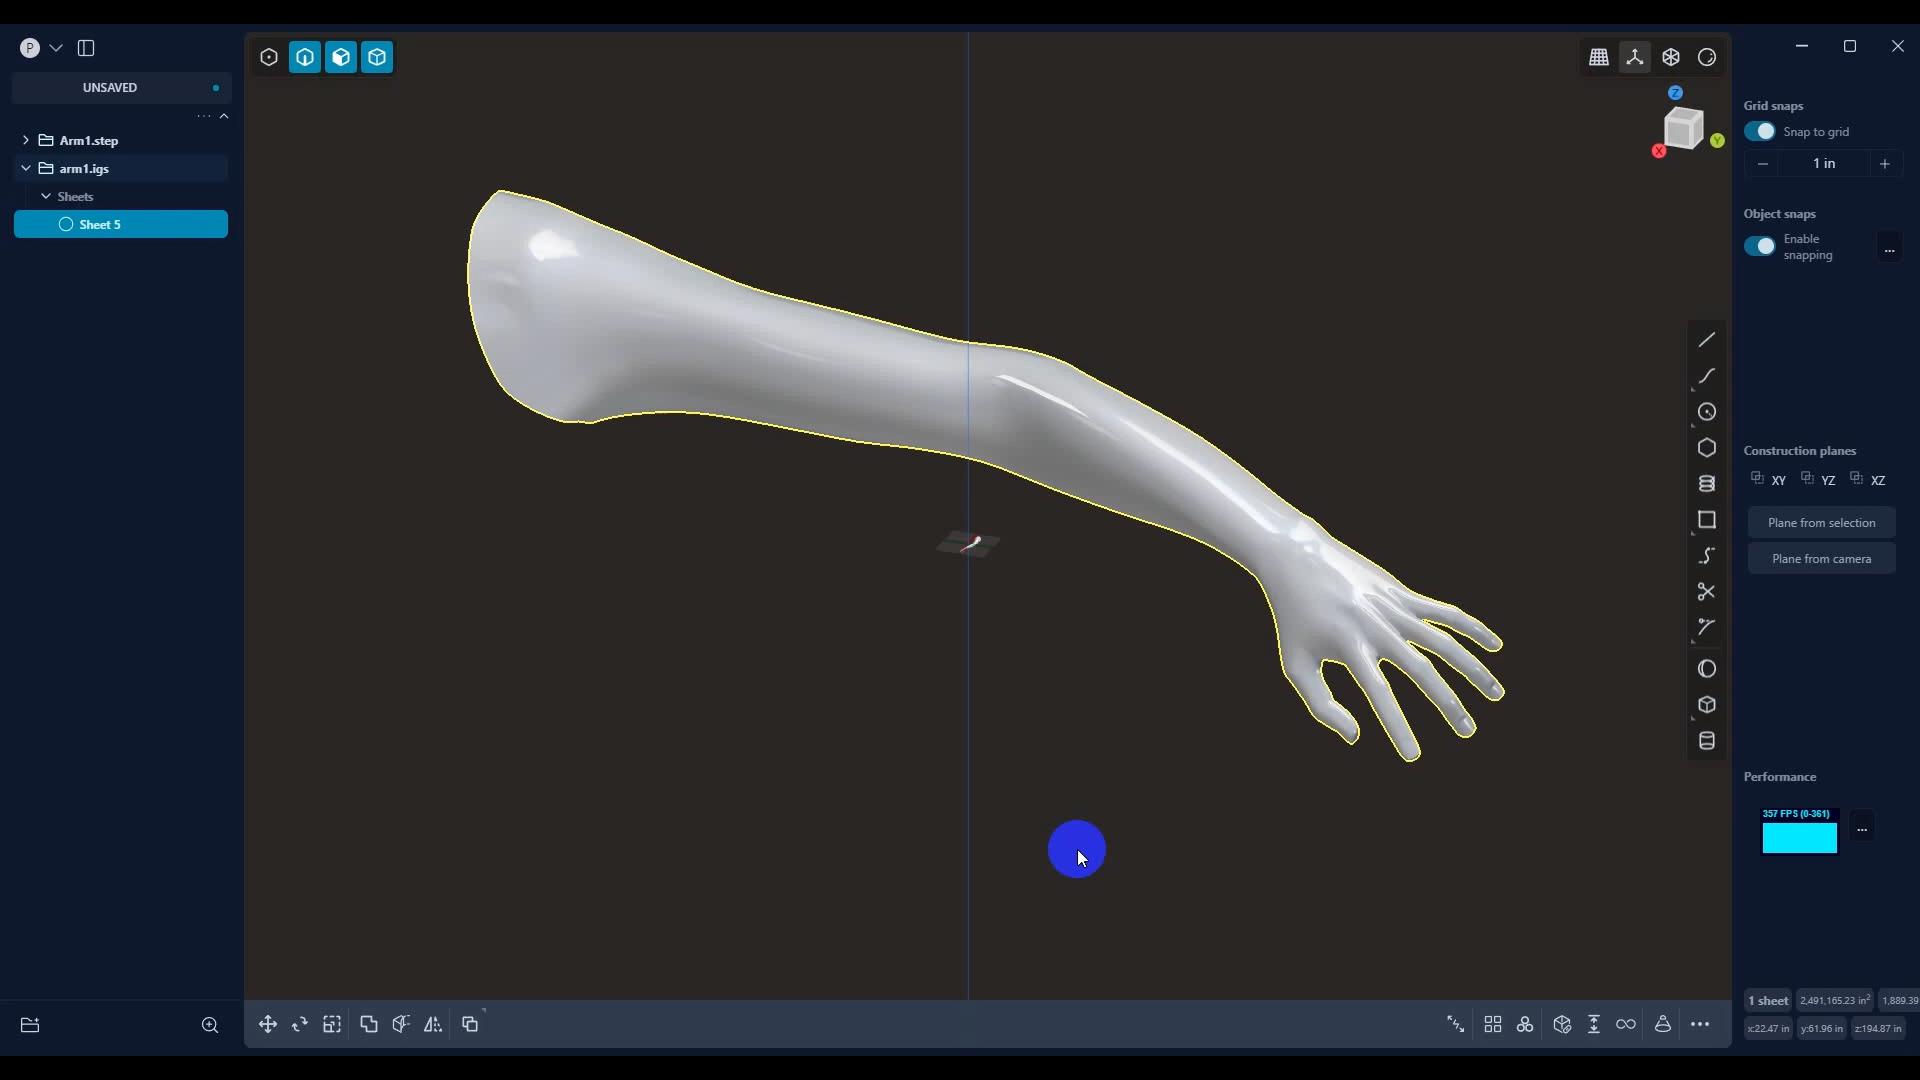 P
UNSAVED
Arm1.step
arm1.igs
Sheets
Sheet 5
Z
Y
X
Grid snaps
Snap to grid
1 in
Object snaps
Enable
snapping
Construction planes
XY YZ XZ
Plane from selection
Plane from camera
Performance
357 FPS (0-361)
1 sheet 2,491,165.23 in² 1,889.39
x:22.47 in y:61.96 in z:194.87 in